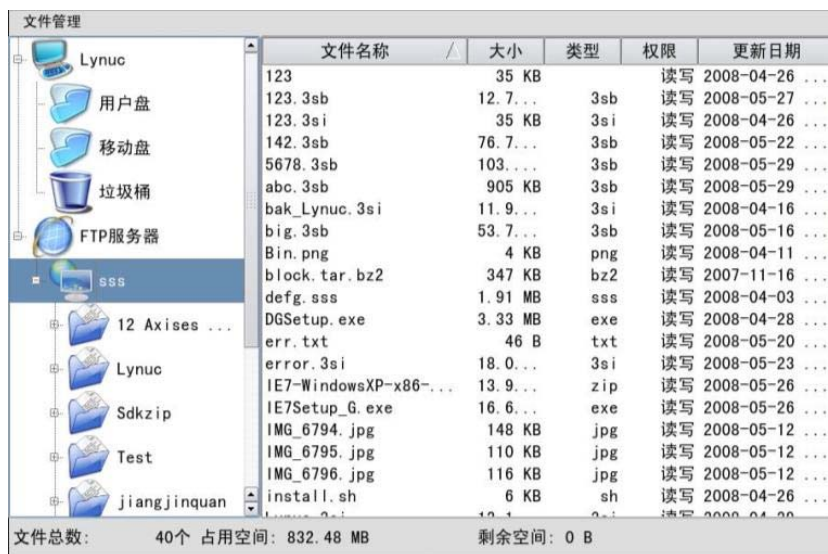 文件管理
Lynuc
用户盘
移动盘
垃圾桶
FTP服务器
sss
12 Axises ...
Lynuc
Sdkzip
Test
jiangjinquan
文件名称 大小 类型 权限 更新日期
123 35 KB 读写 2008-04-26 ...
123.3sb 12.7... 3sb 读写 2008-05-27 ...
123.3si 35 KB 3si 读写 2008-04-26 ...
142.3sb 76.7... 3sb 读写 2008-05-22 ...
5678.3sb 103.... 3sb 读写 2008-05-29 ...
abc.3sb 905 KB 3sb 读写 2008-05-29 ...
bak_Lynuc.3si 11.9... 3si 读写 2008-04-16 ...
big.3sb 53.7... 3sb 读写 2008-05-16 ...
Bin.png 4 KB png 读写 2008-04-11 ...
block.tar.bz2 347 KB bz2 读写 2007-11-16 ...
defg.sss 1.91 MB sss 读写 2008-04-03 ...
DGSetup.exe 3.33 MB exe 读写 2008-04-28 ...
err.txt 46 B txt 读写 2008-05-20 ...
error.3si 18.0... 3si 读写 2008-05-23 ...
IE7-WindowsXP-x86-... 13.9... zip 读写 2008-05-26 ...
IE7Setup_G.exe 16.6... exe 读写 2008-05-26 ...
IMG_6794.jpg 148 KB jpg 读写 2008-05-12 ...
IMG_6795.jpg 110 KB jpg 读写 2008-05-12 ...
IMG_6796.jpg 116 KB jpg 读写 2008-05-12 ...
install.sh 6 KB sh 读写 2008-04-26 ...
文件总数: 40个 占用空间: 832.48 MB 剩余空间: 0 B